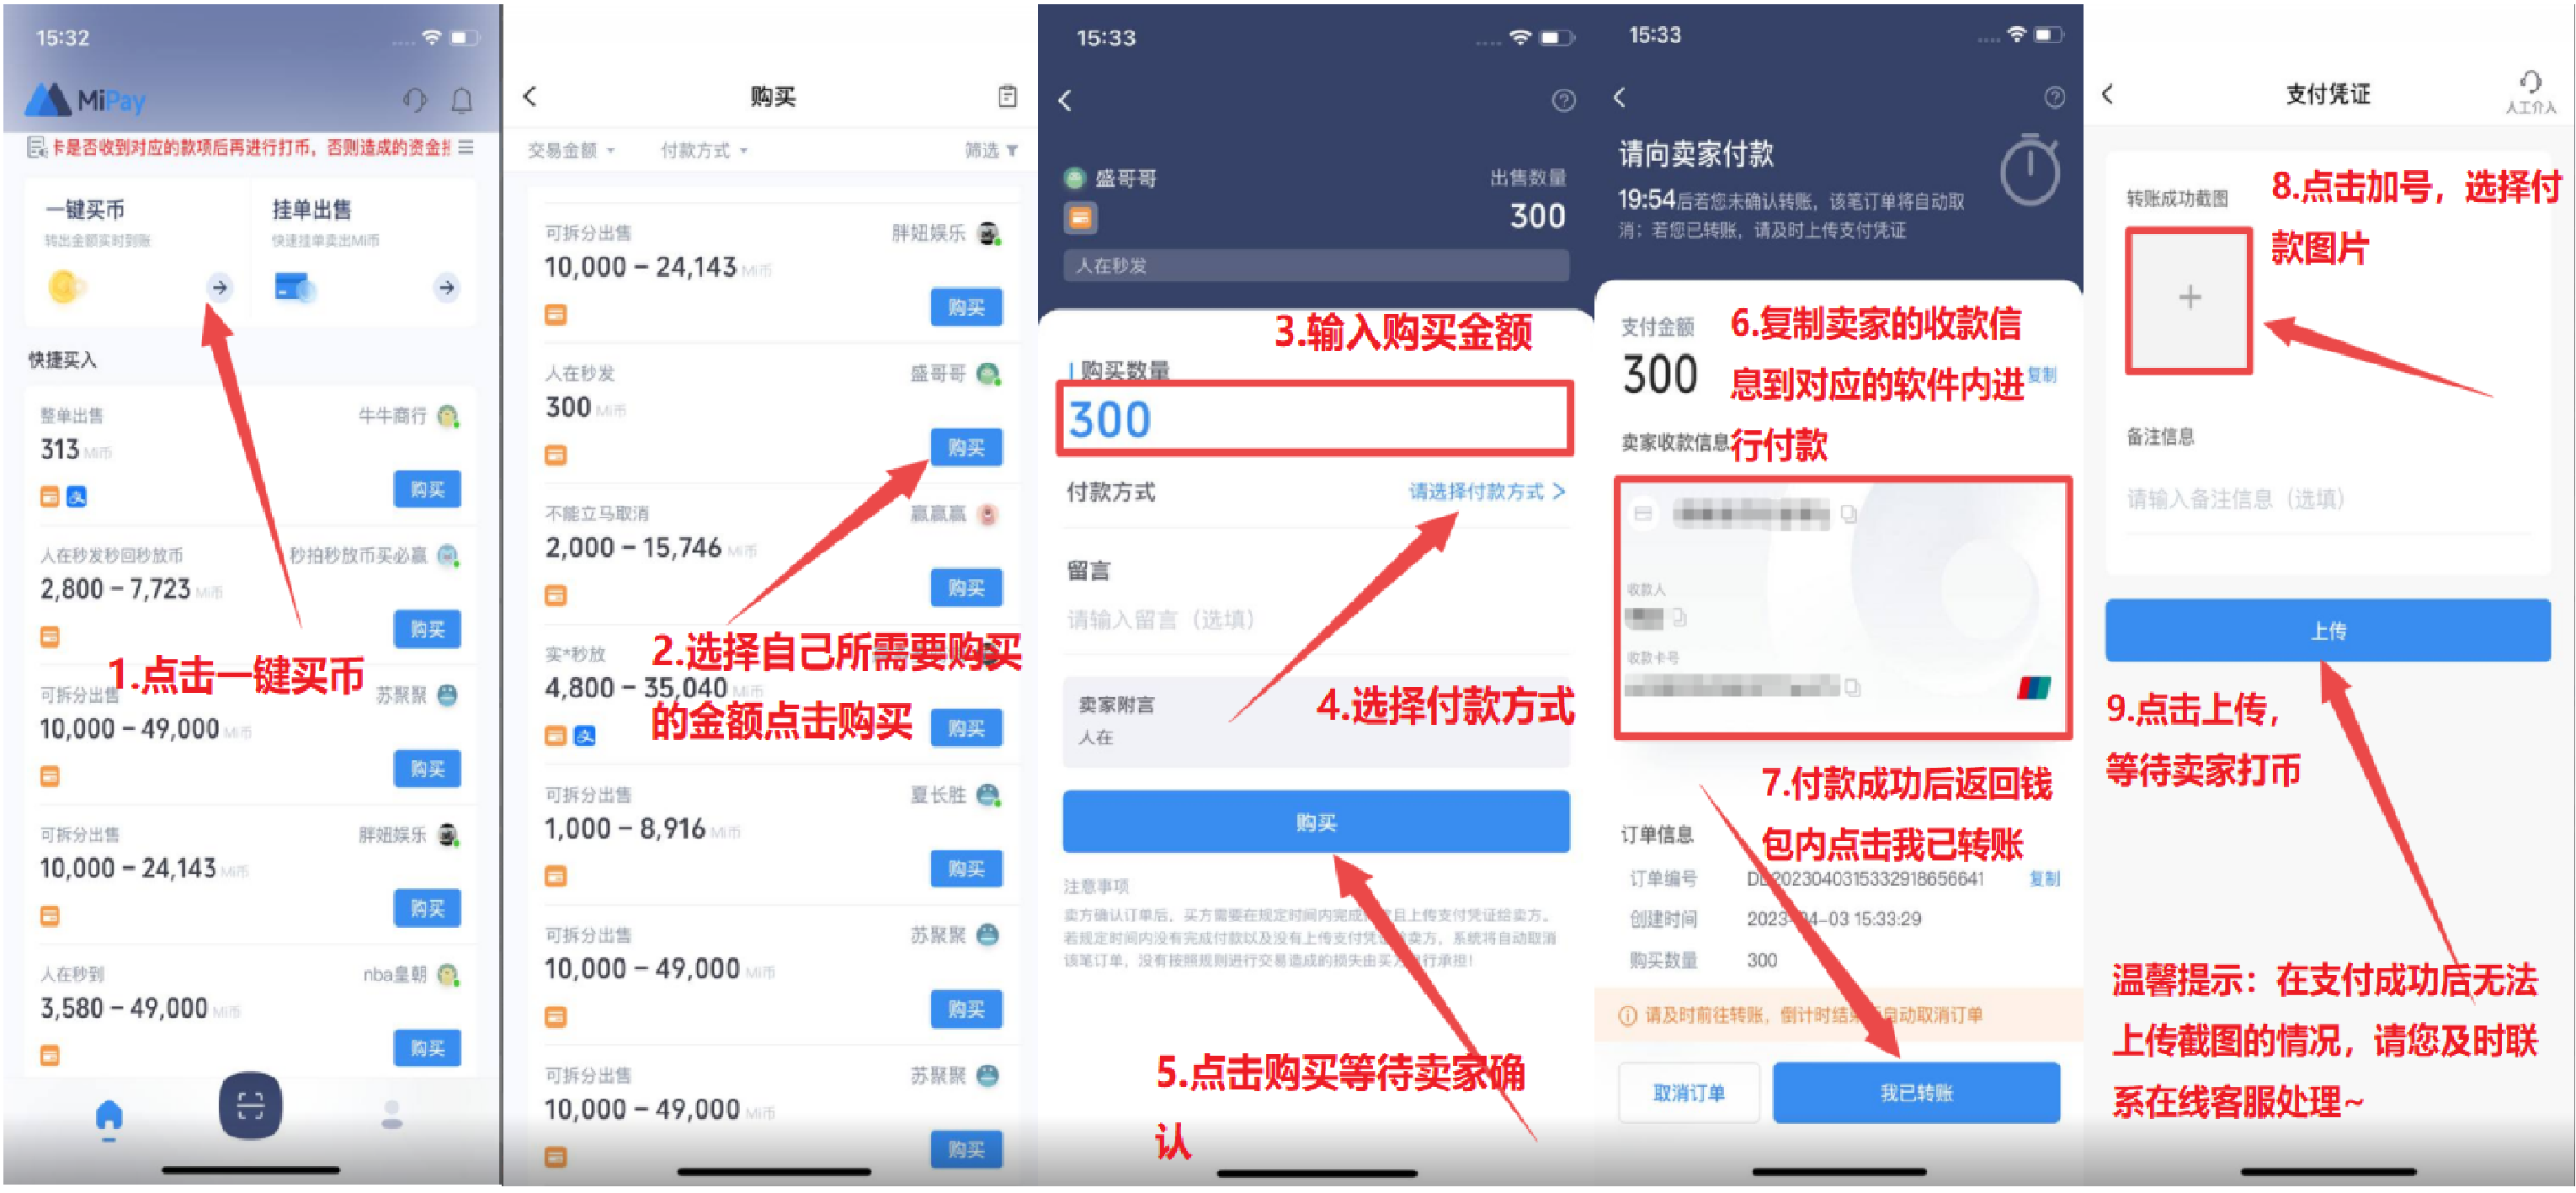 15:32
MiPay
卡是否收到对应的款项后再进行打币，否则造成的资金
一键买币
转出金额实时到账
挂单出售
快速挂单卖出Mi币
快捷买入
整单出售
牛牛商行
313 Mi币
购买
人在秒发秒回秒放币
秒拍秒放币买必赢
2,800 – 7,723 Mi币
购买
1.点击一键买币
可拆分出售
苏聚聚
10,000 – 49,000 Mi币
购买
可拆分出售
胖妞娱乐
10,000 – 24,143 Mi币
购买
人在秒到
nba皇朝
3,580 – 49,000 Mi币
购买
购买
交易金额
付款方式
筛选
可拆分出售
胖妞娱乐
10,000 – 24,143 Mi币
购买
人在秒发
盛哥哥
300 Mi币
购买
不能立马取消
赢赢赢
2,000 – 15,746 Mi币
购买
实*秒放
4,800 – 35,040 Mi币
购买
2.选择自己所需要购买
的金额点击购买
可拆分出售
夏长胜
1,000 – 8,916 Mi币
购买
可拆分出售
苏聚聚
10,000 – 49,000 Mi币
购买
可拆分出售
苏聚聚
10,000 – 49,000 Mi币
购买
15:33
盛哥哥
出售数量
300
人在秒发
3.输入购买金额
购买数量
300
付款方式
请选择付款方式 >
留言
请输入留言（选填）
4.选择付款方式
卖家附言
人在
购买
注意事项
卖方确认订单后，买方需要在规定时间内完成付款且上传支付凭证给卖方。
若规定时间内没有完成付款以及没有上传支付凭证给卖方，系统将自动取消
该笔订单，没有按照规则进行交易造成的损失由买方自行承担！
5.点击购买等待卖家确
认
15:33
请向卖家付款
19:54后若您未确认转账，该笔订单将自动取
消；若您已转账，请及时上传支付凭证
支付金额
300
复制
6.复制卖家的收款信
息到对应的软件内进
行付款
卖家收款信息
收款人
收款卡号
7.付款成功后返回钱
包内点击我已转账
订单信息
订单编号
DD2023040315332918656641
复制
创建时间
2023-04-03 15:33:29
购买数量
300
请及时前往转账，倒计时结束后自动取消订单
取消订单
我已转账
支付凭证
人工介入
转账成功截图
8.点击加号，选择付
款图片
备注信息
请输入备注信息（选填）
上传
9.点击上传，
等待卖家打币
温馨提示：在支付成功后无法
上传截图的情况，请您及时联
系在线客服处理~